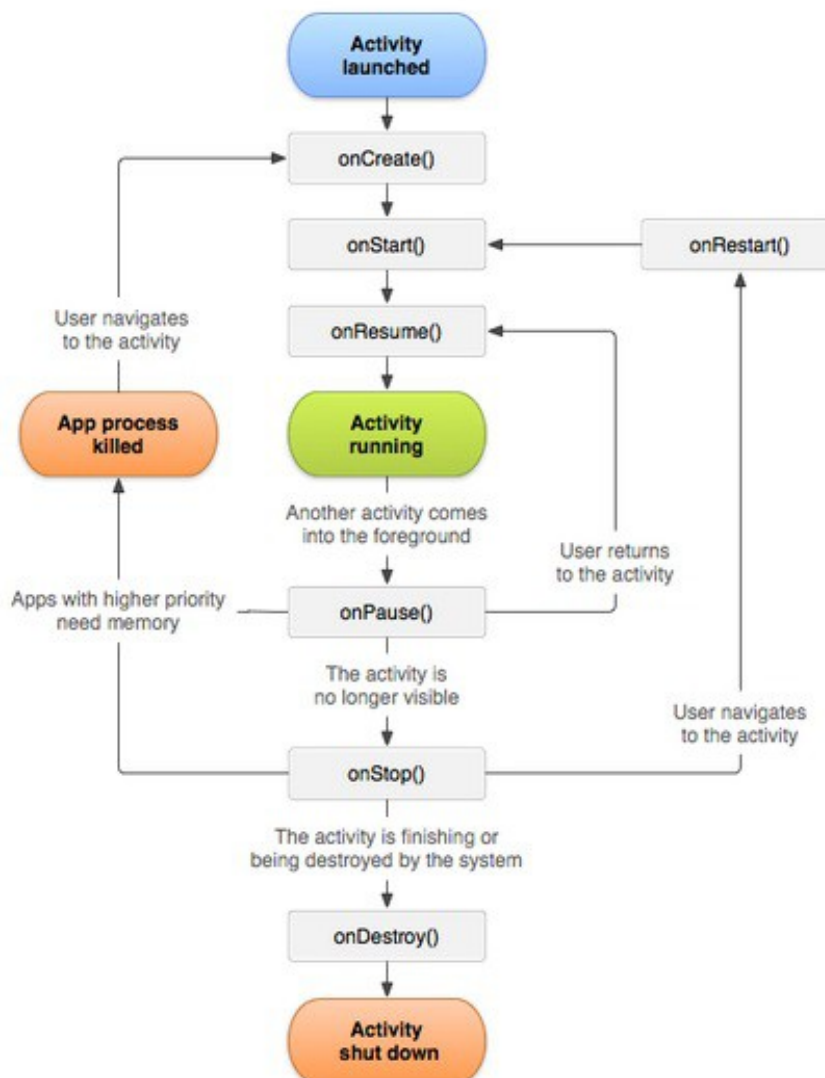 Activity
launched
onCreate()
onStart()
onRestart()
User navigates
to the activity
onResume()
App process
killed
Activity
running
Another activity comes
into the foreground
User returns
to the activity
Apps with higher priority
need memory
onPause()
The activity is
no longer visible
User navigates
to the activity
onStop()
The activity is finishing or
being destroyed by the system
onDestroy()
Activity
shut down